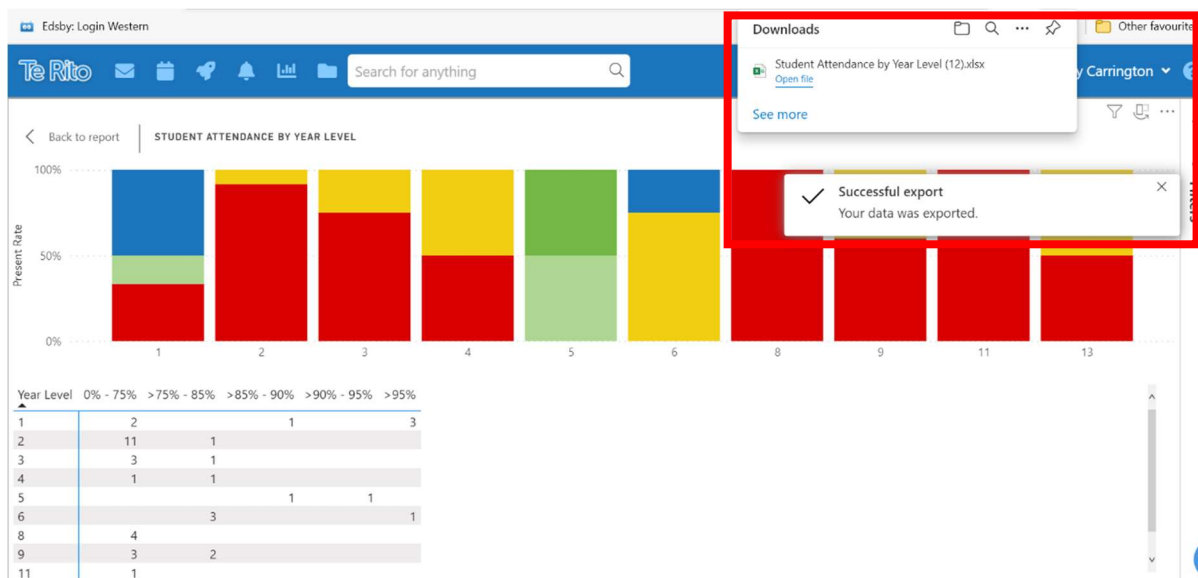 Edsby: Login Western
Downloads
Other favourite
Student Attendance by Year Level (12).xlsx
Open file
See more
Te Rito
Search for anything
y Carrington
Back to report
STUDENT ATTENDANCE BY YEAR LEVEL
Successful export
Your data was exported.
Present Rate
100%
50%
0%
1 2 3 4 5 6 8 9 11 13
Year Level 0% - 75% >75% - 85% >85% - 90% >90% - 95% >95%
1 2 1 3
2 11 1
3 3 1
4 1 1
5 1 1
6 3 1
8 4
9 3 2
11 1